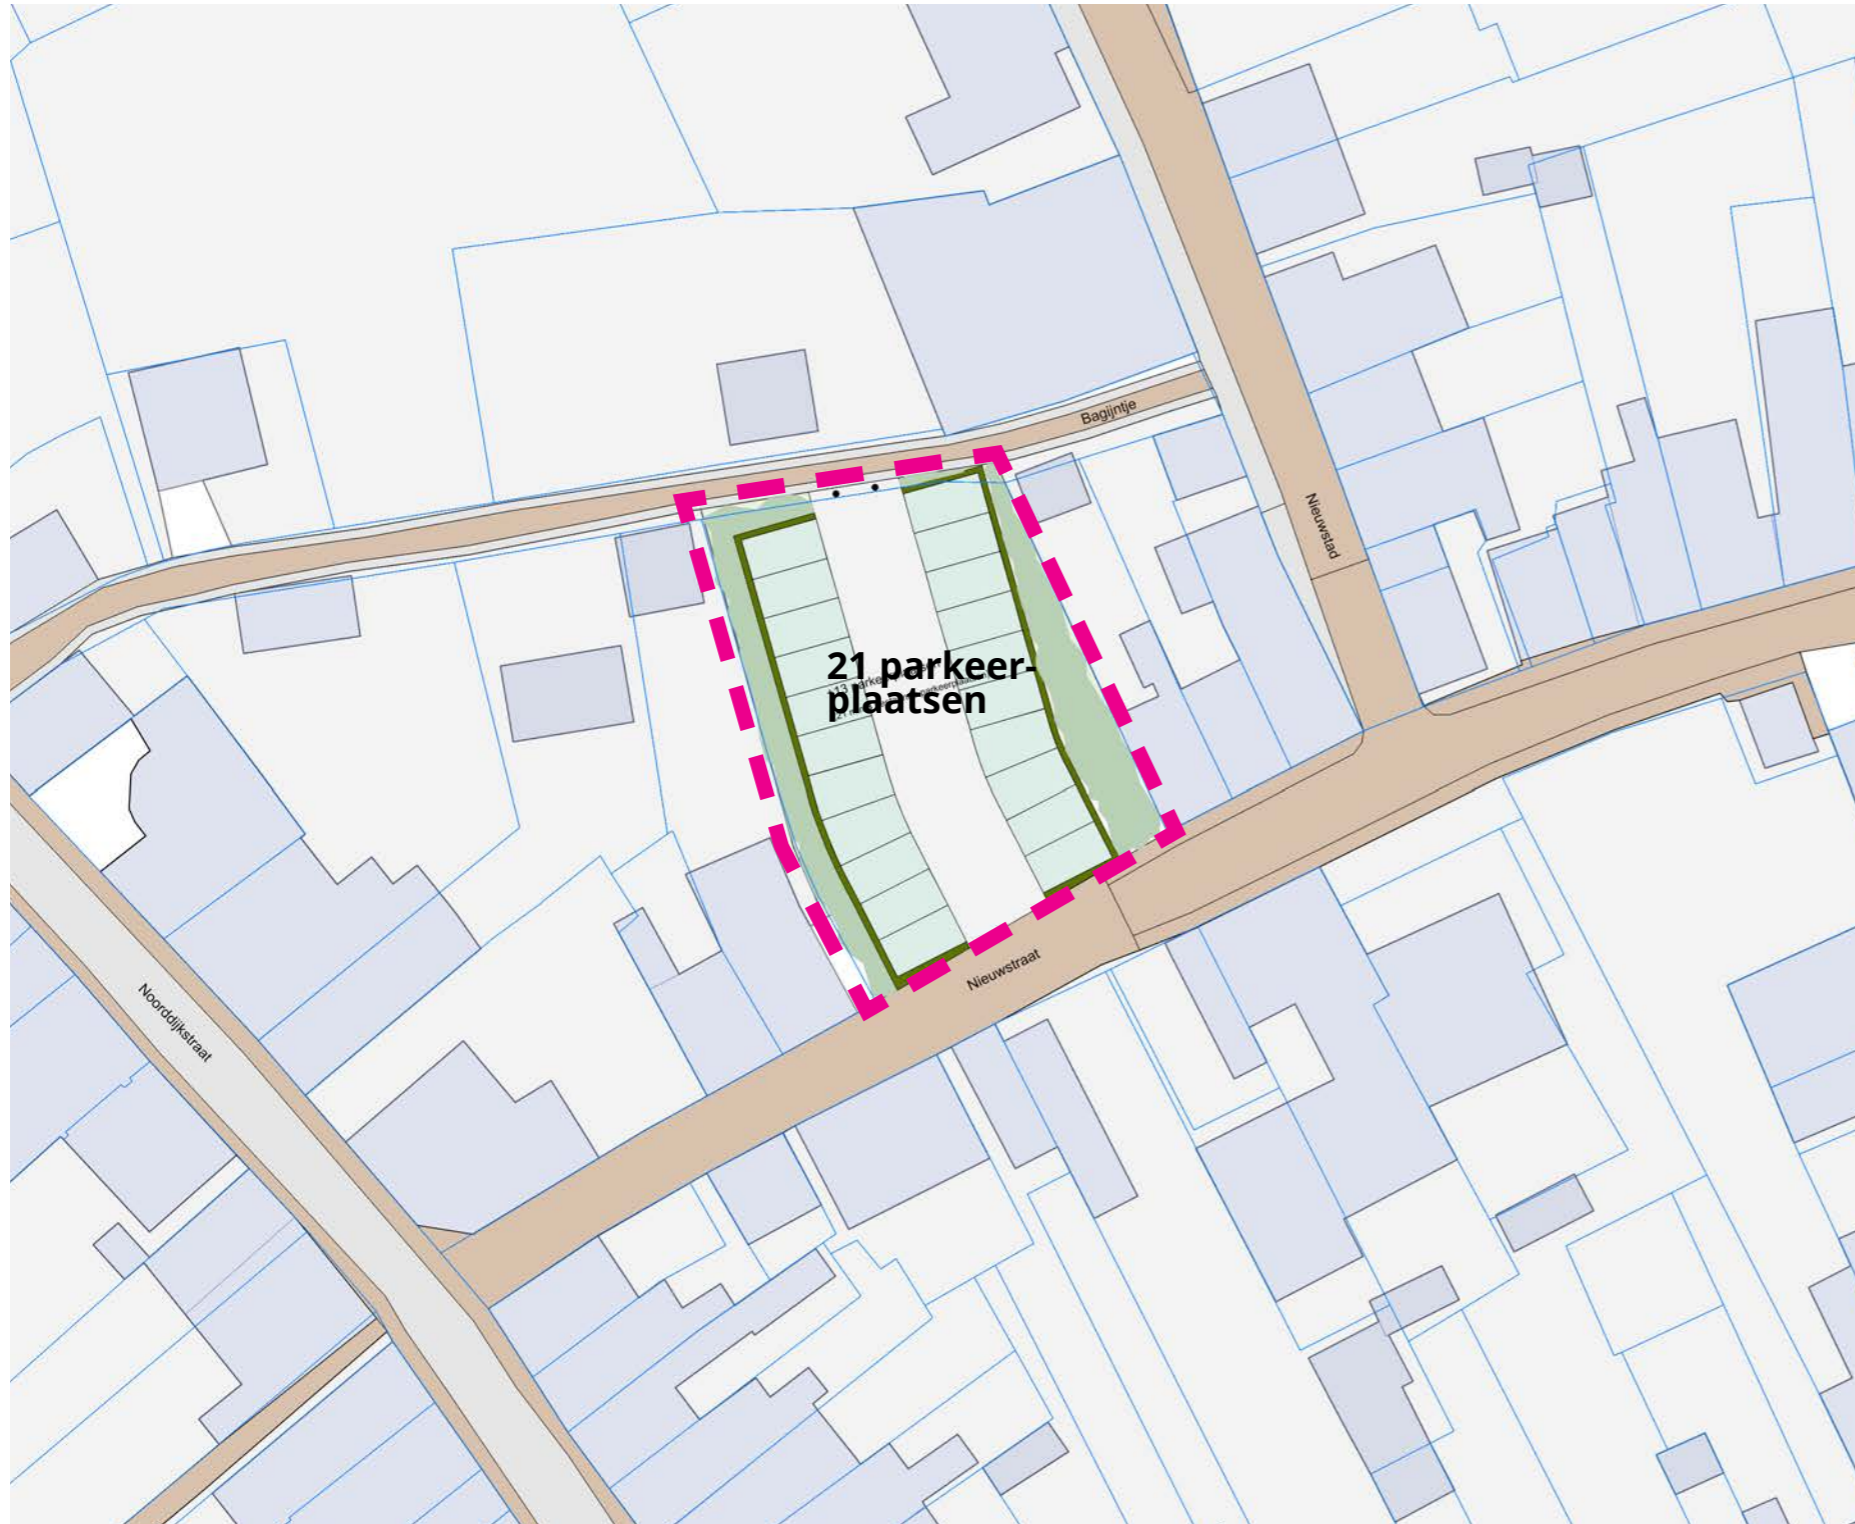 Bagijntje
Nieuwstad
21 parkeer-
plaatsen
Nieuwstraat
Noorddijkstraat